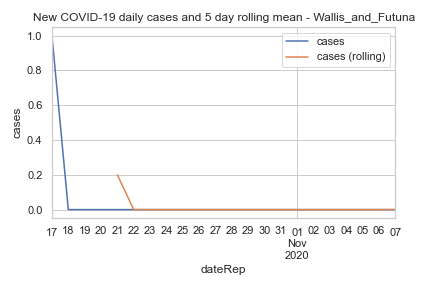 New COVID-19 daily cases and 5 day rolling mean - Wallis_and_Futuna
cases
cases (rolling)
1.0
0.8
0.6
0.4
0.2
0.0
cases
17 18 19 20 21 22 23 24 25 26 27 28 29 30 31 01 02 03 04 05 06 07
Nov
2020
dateRep